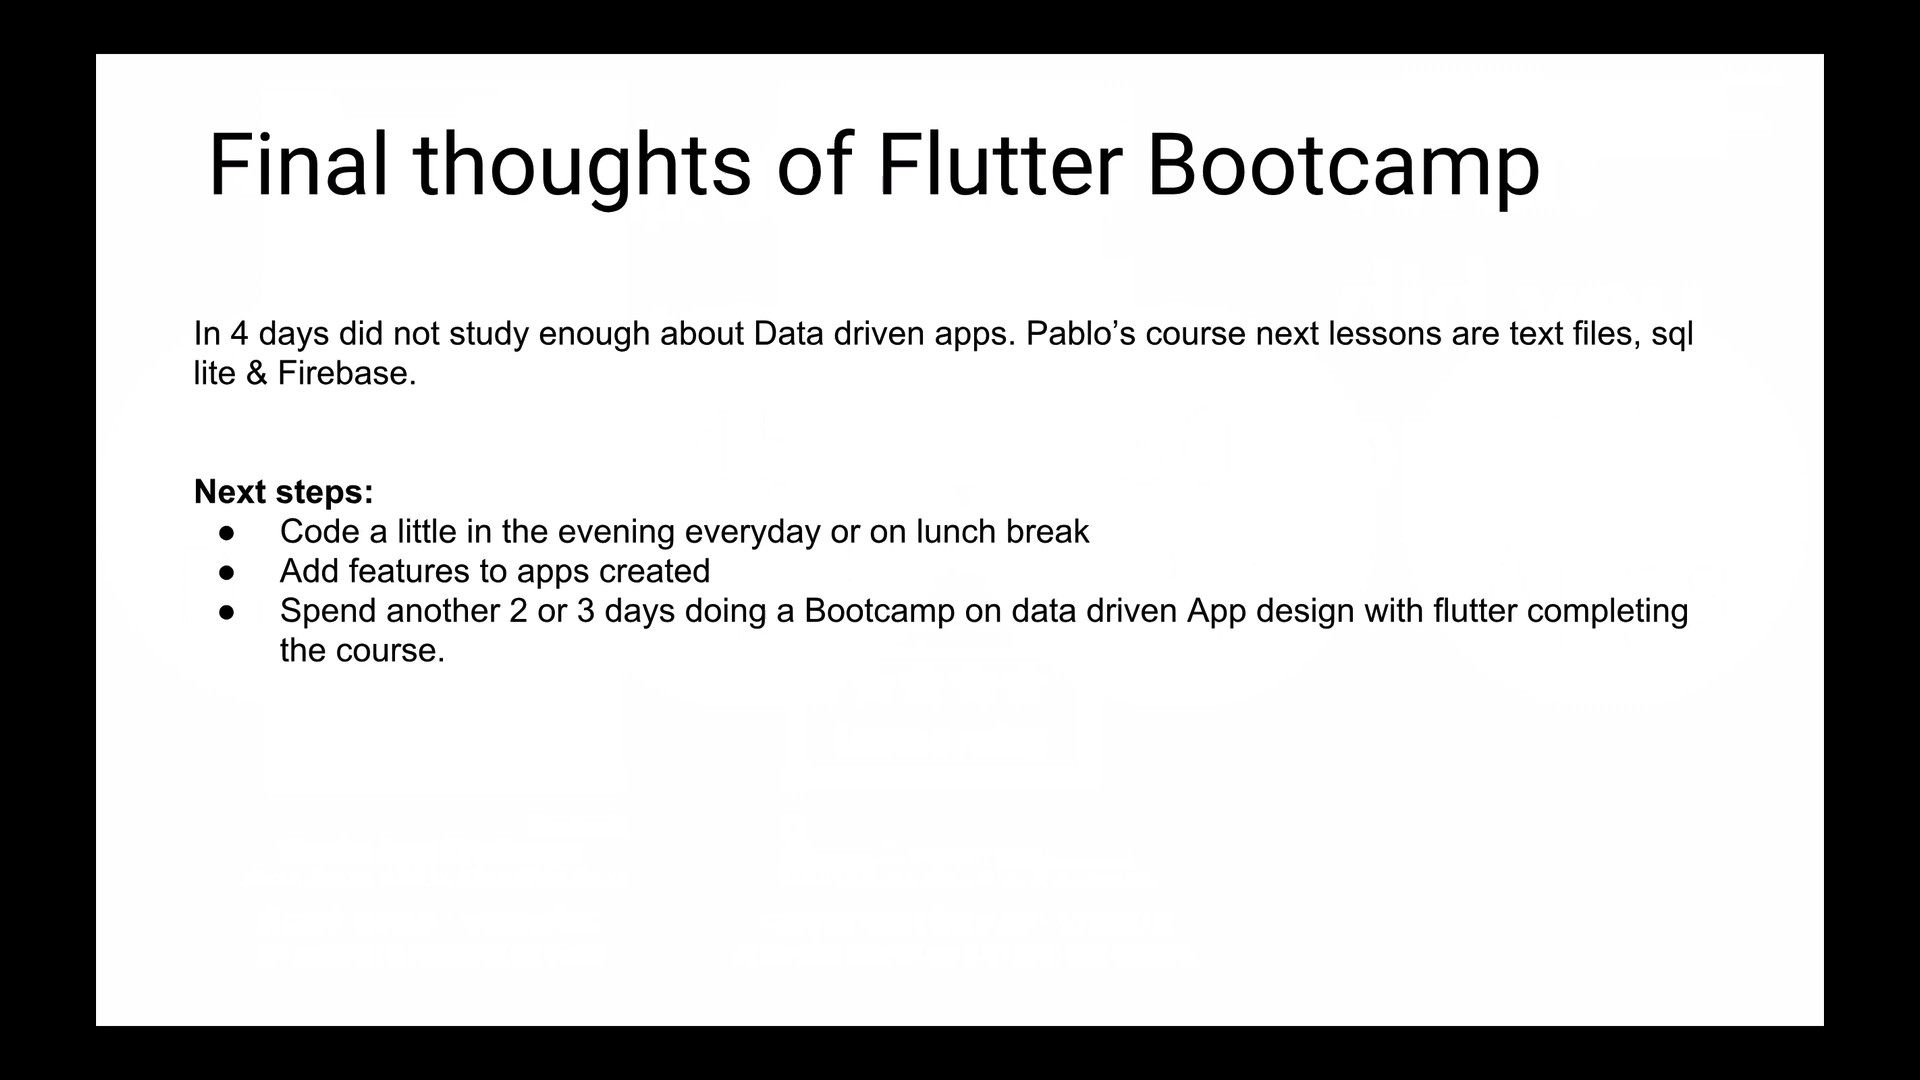 Final thoughts of Flutter Bootcamp
In 4 days did not study enough about Data driven apps. Pablo’s course next lessons are text files, sql
lite & Firebase.
Next steps:
● Code a little in the evening everyday or on lunch break
● Add features to apps created
● Spend another 2 or 3 days doing a Bootcamp on data driven App design with flutter completing
the course.